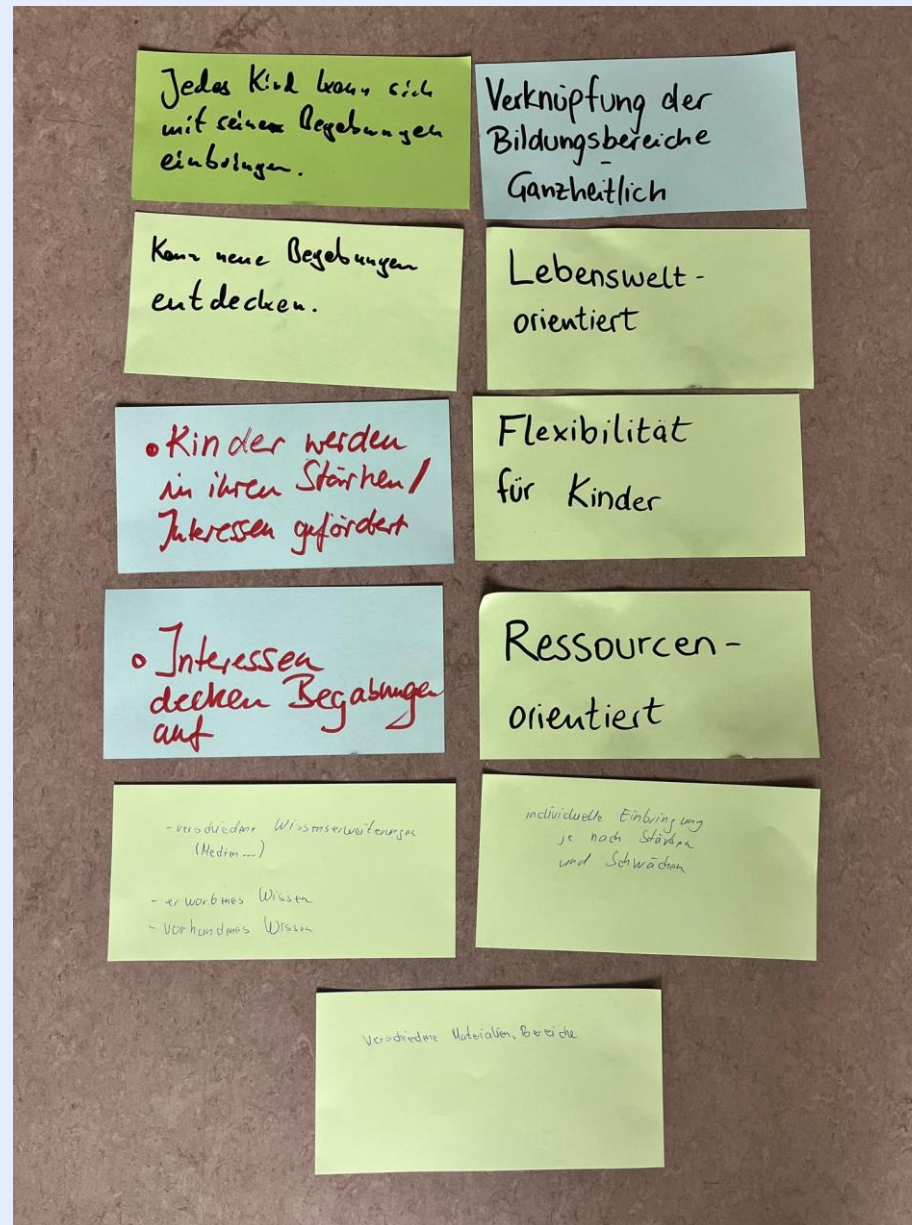 Jedes Kind kann sich
mit seinen Begabungen
einbringen.
Kann neue Begabungen
entdecken.
• Kinder werden
in ihren Stärken/
Interessen gefördert
• Interessen
decken Begabungen
auf
- verschiedene Wissenserweiterungen
(Medien...)
- erworbenes Wissen
- vorhandenes Wissen
Verknüpfung der
Bildungsbereiche
-
Ganzheitlich
Lebenswelt-
orientiert
Flexibilität
für Kinder
Ressourcen-
orientiert
individuelle Einbringung
je nach Stärken
und Schwächen
verschiedene Materialien, Bereiche